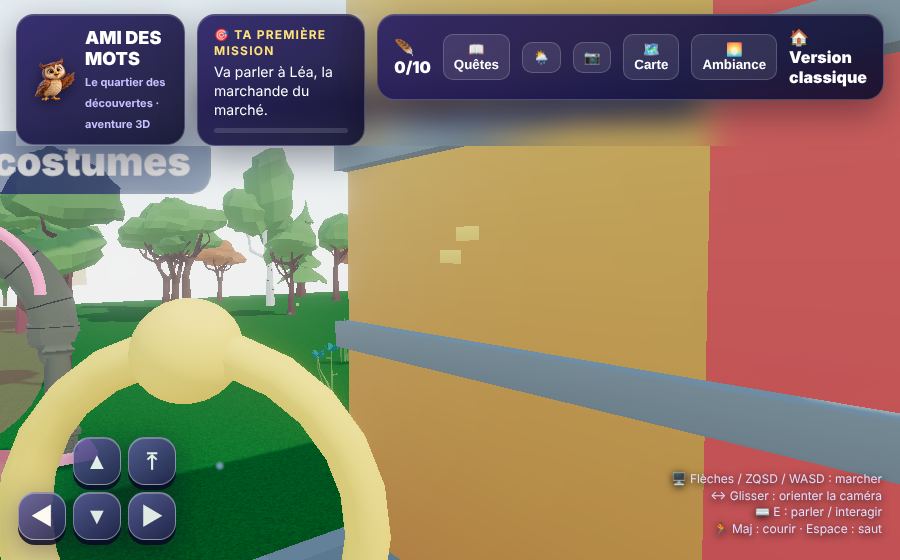 AMI DES
MOTS
Le quartier des
découvertes ·
aventure 3D
🎯 TA PREMIÈRE
MISSION
Va parler à Léa, la
marchande du
marché.
0/10
Quêtes
Carte
Ambiance
Version
classique
costumes
Flèches / ZQSD / WASD : marcher
↔ Glisser : orienter la caméra
E : parler / interagir
Maj : courir · Espace : saut